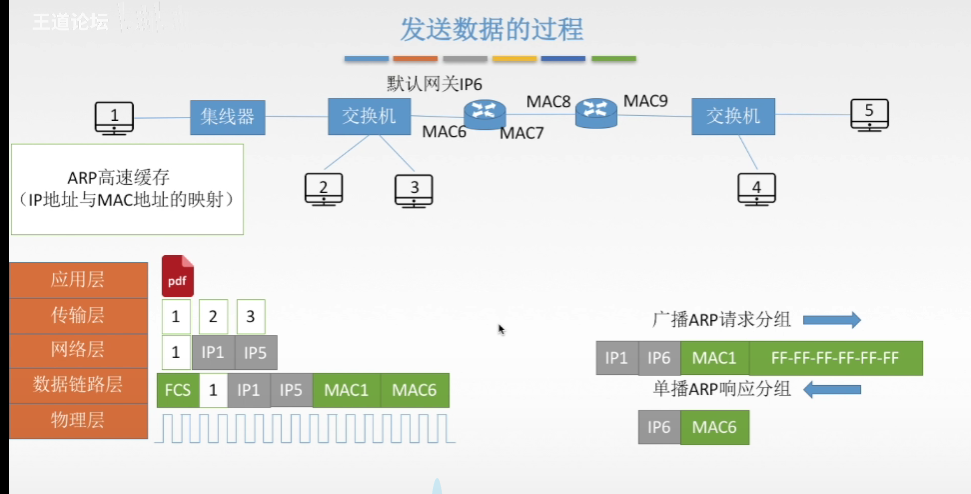 王道论坛
发送数据的过程
默认网关IP6
1
集线器
交换机
MAC6
MAC7
MAC8
MAC9
交换机
5
2
3
4
ARP高速缓存
（IP地址与MAC地址的映射）
应用层
pdf
传输层
1 2 3
网络层
1 IP1 IP5
数据链路层
FCS 1 IP1 IP5 MAC1 MAC6
物理层
广播ARP请求分组
IP1 IP6 MAC1 FF-FF-FF-FF-FF-FF
单播ARP响应分组
IP6 MAC6